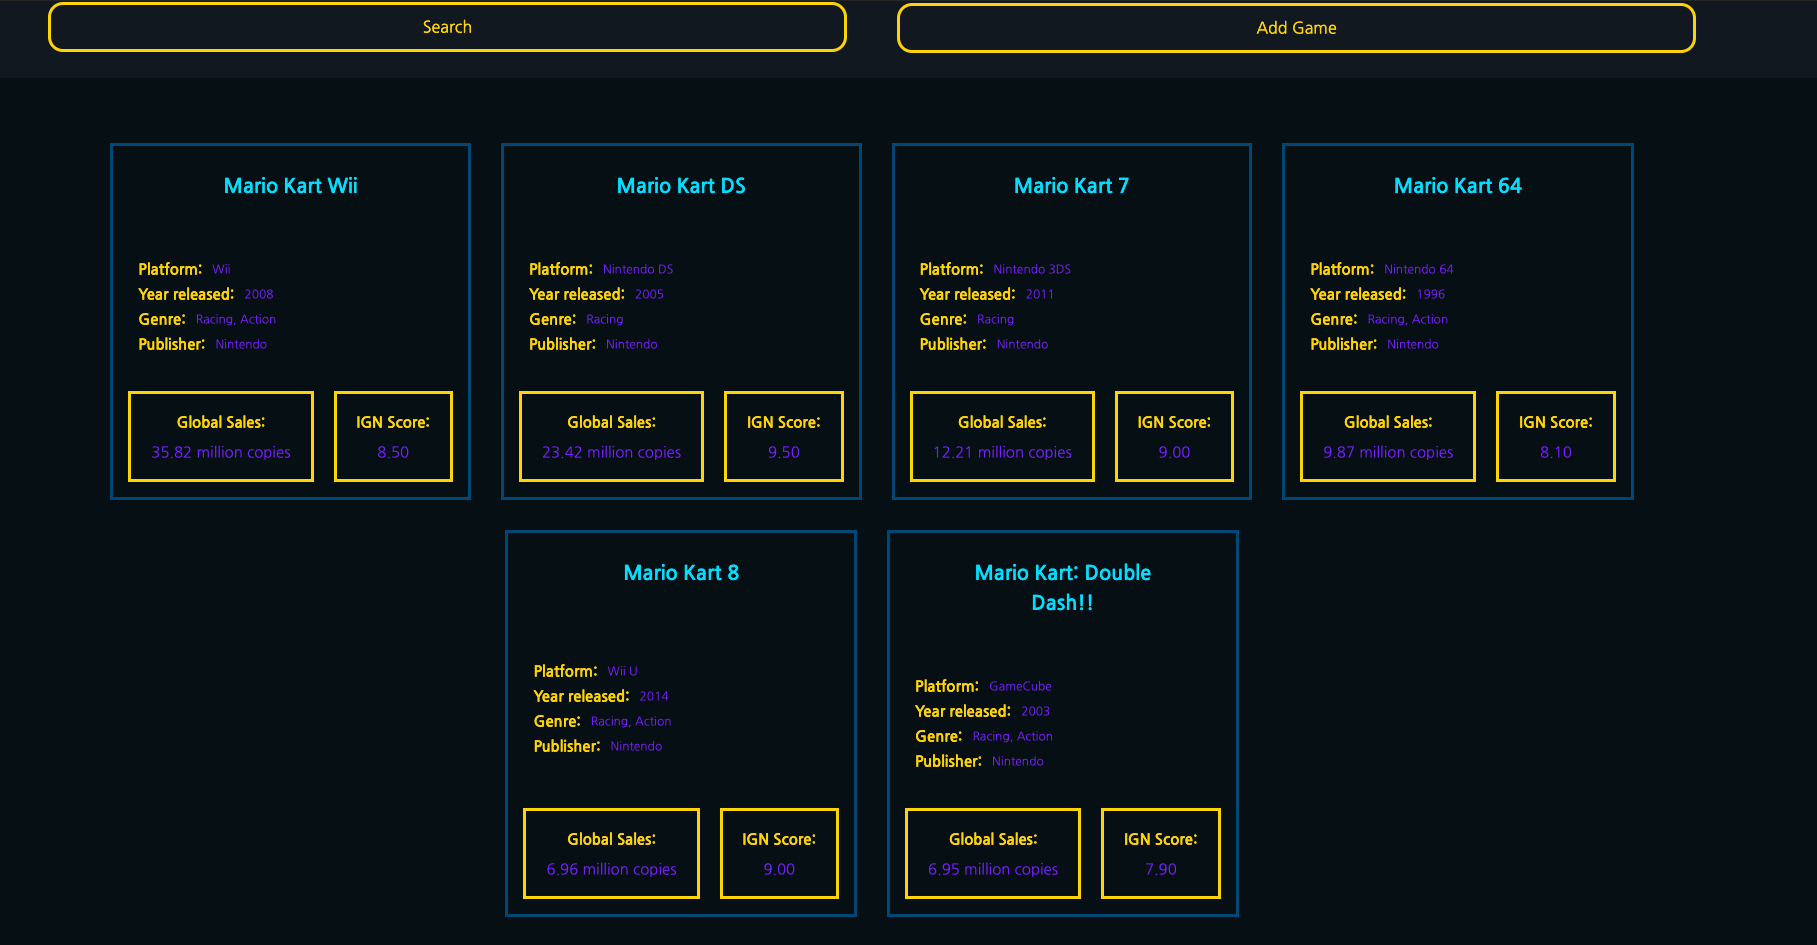 Search
Add Game
Mario Kart Wii
Platform: Wii
Year released: 2008
Genre: Racing, Action
Publisher: Nintendo
Global Sales:
35.82 million copies
IGN Score:
8.50
Mario Kart DS
Platform: Nintendo DS
Year released: 2005
Genre: Racing
Publisher: Nintendo
Global Sales:
23.42 million copies
IGN Score:
9.50
Mario Kart 7
Platform: Nintendo 3DS
Year released: 2011
Genre: Racing
Publisher: Nintendo
Global Sales:
12.21 million copies
IGN Score:
9.00
Mario Kart 64
Platform: Nintendo 64
Year released: 1996
Genre: Racing, Action
Publisher: Nintendo
Global Sales:
9.87 million copies
IGN Score:
8.10
Mario Kart 8
Platform: Wii U
Year released: 2014
Genre: Racing, Action
Publisher: Nintendo
Global Sales:
6.96 million copies
IGN Score:
9.00
Mario Kart: Double
Dash!!
Platform: GameCube
Year released: 2003
Genre: Racing, Action
Publisher: Nintendo
Global Sales:
6.95 million copies
IGN Score:
7.90